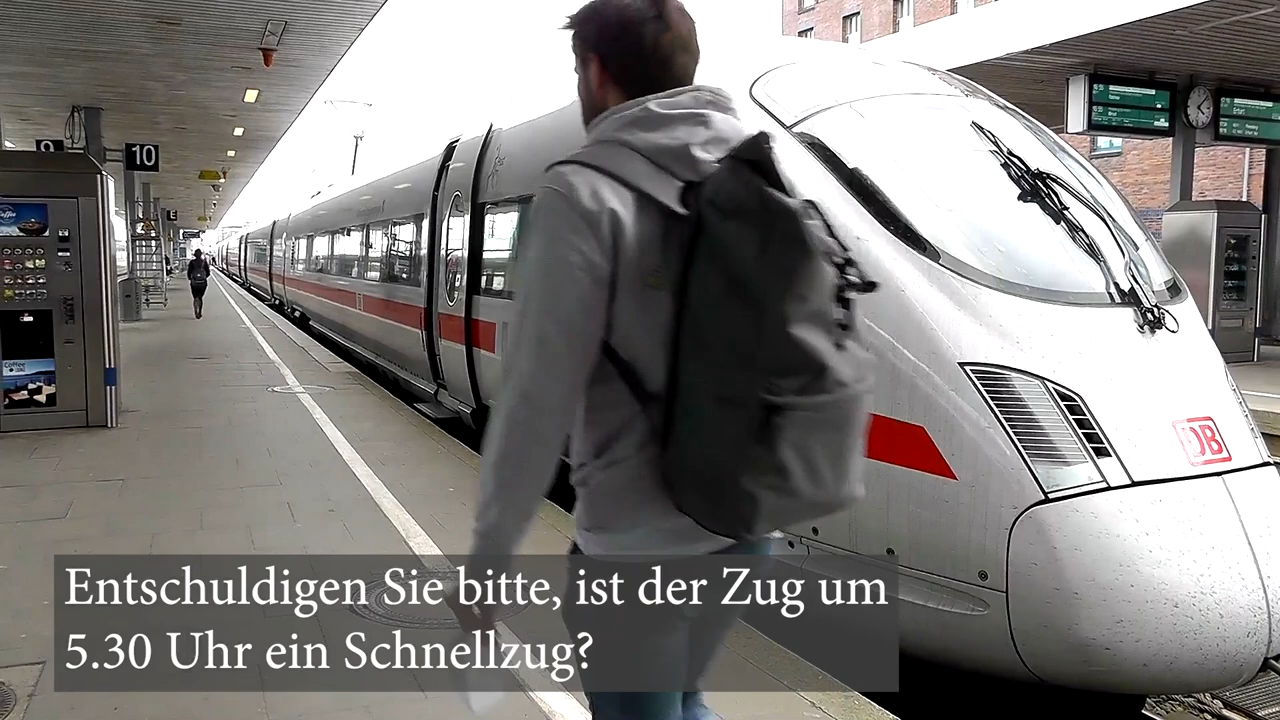 10
DB
Entschuldigen Sie bitte, ist der Zug um
5.30 Uhr ein Schnellzug?